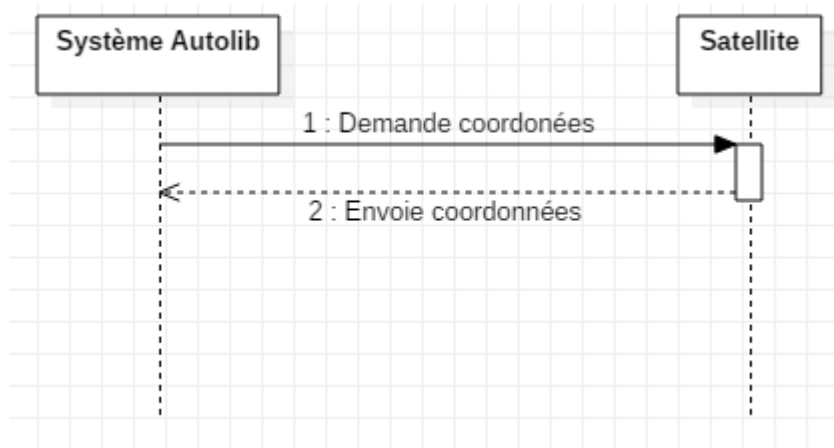 Système Autolib
Satellite
1 : Demande coordonées
2 : Envoie coordonnées